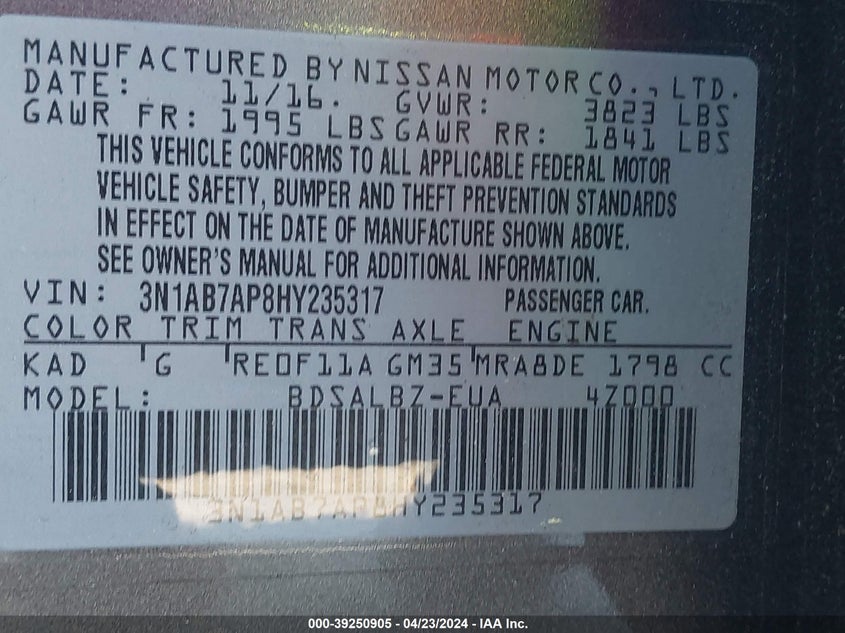 MANUFACTURED BY NISSAN MOTOR CO., LTD.
DATE: 11/16. GVWR: 3823 LBS
GAWR FR: 1995 LBS GAWR RR: 1841 LBS
THIS VEHICLE CONFORMS TO ALL APPLICABLE FEDERAL MOTOR
VEHICLE SAFETY, BUMPER AND THEFT PREVENTION STANDARDS
IN EFFECT ON THE DATE OF MANUFACTURE SHOWN ABOVE.
SEE OWNER'S MANUAL FOR ADDITIONAL INFORMATION.
VIN: 3N1AB7AP8HY235317 PASSENGER CAR.
COLOR TRIM TRANS AXLE ENGINE
KAD G RE0F11A GM35 MRA8DE 1798 CC
MODEL: BDSALBZ-EUA 4Z000
3N1AB7AP8HY235317
000-39250905 - 04/23/2024 - IAA Inc.